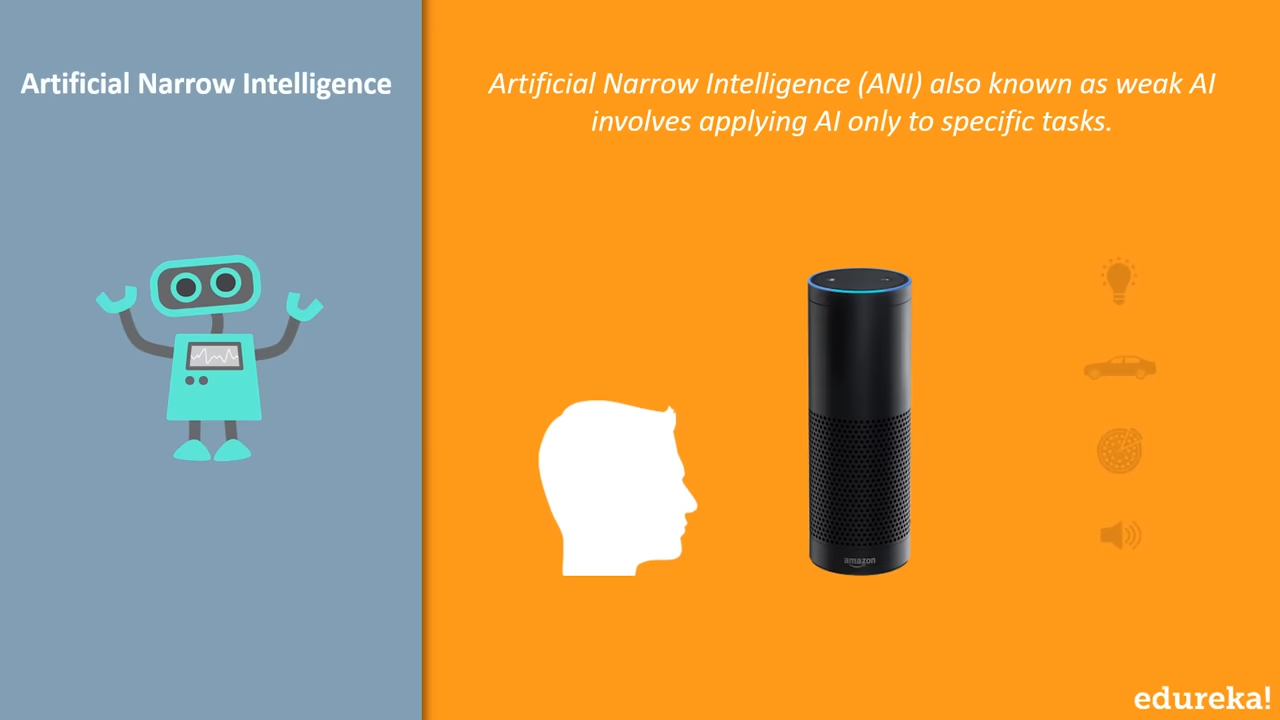 Artificial Narrow Intelligence
Artificial Narrow Intelligence (ANI) also known as weak AI
involves applying AI only to specific tasks.
amazon
edureka!